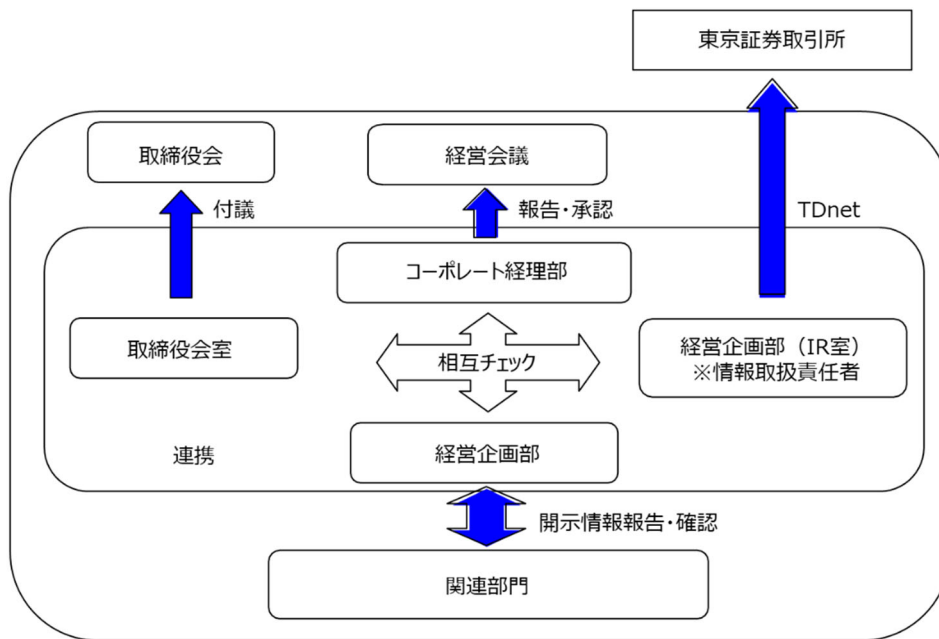 東京証券取引所
取締役会
経営会議
付議
報告・承認
TDnet
コーポレート経理部
取締役会室
相互チェック
経営企画部（IR室）
※情報取扱責任者
連携
経営企画部
開示情報報告・確認
関連部門